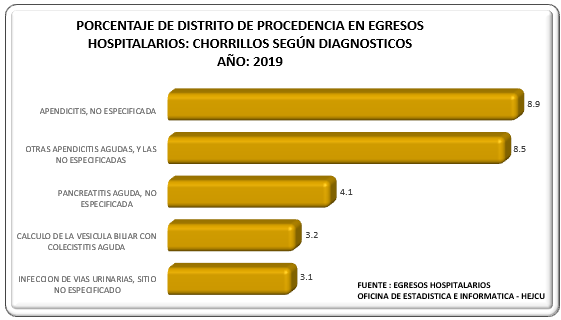 PORCENTAJE DE DISTRITO DE PROCEDENCIA EN EGRESOS
HOSPITALARIOS: CHORRILLOS SEGÚN DIAGNOSTICOS
AÑO: 2019
APENDICITIS, NO ESPECIFICADA
8.9
OTRAS APENDICITIS AGUDAS, Y LAS
NO ESPECIFICADAS
8.5
PANCREATITIS AGUDA, NO
ESPECIFICADA
4.1
CALCULO DE LA VESICULA BILIAR CON
COLECISTITIS AGUDA
3.2
INFECCION DE VIAS URINARIAS, SITIO
NO ESPECIFICADO
3.1
FUENTE : EGRESOS HOSPITALARIOS
OFICINA DE ESTADISTICA E INFORMATICA - HEJCU